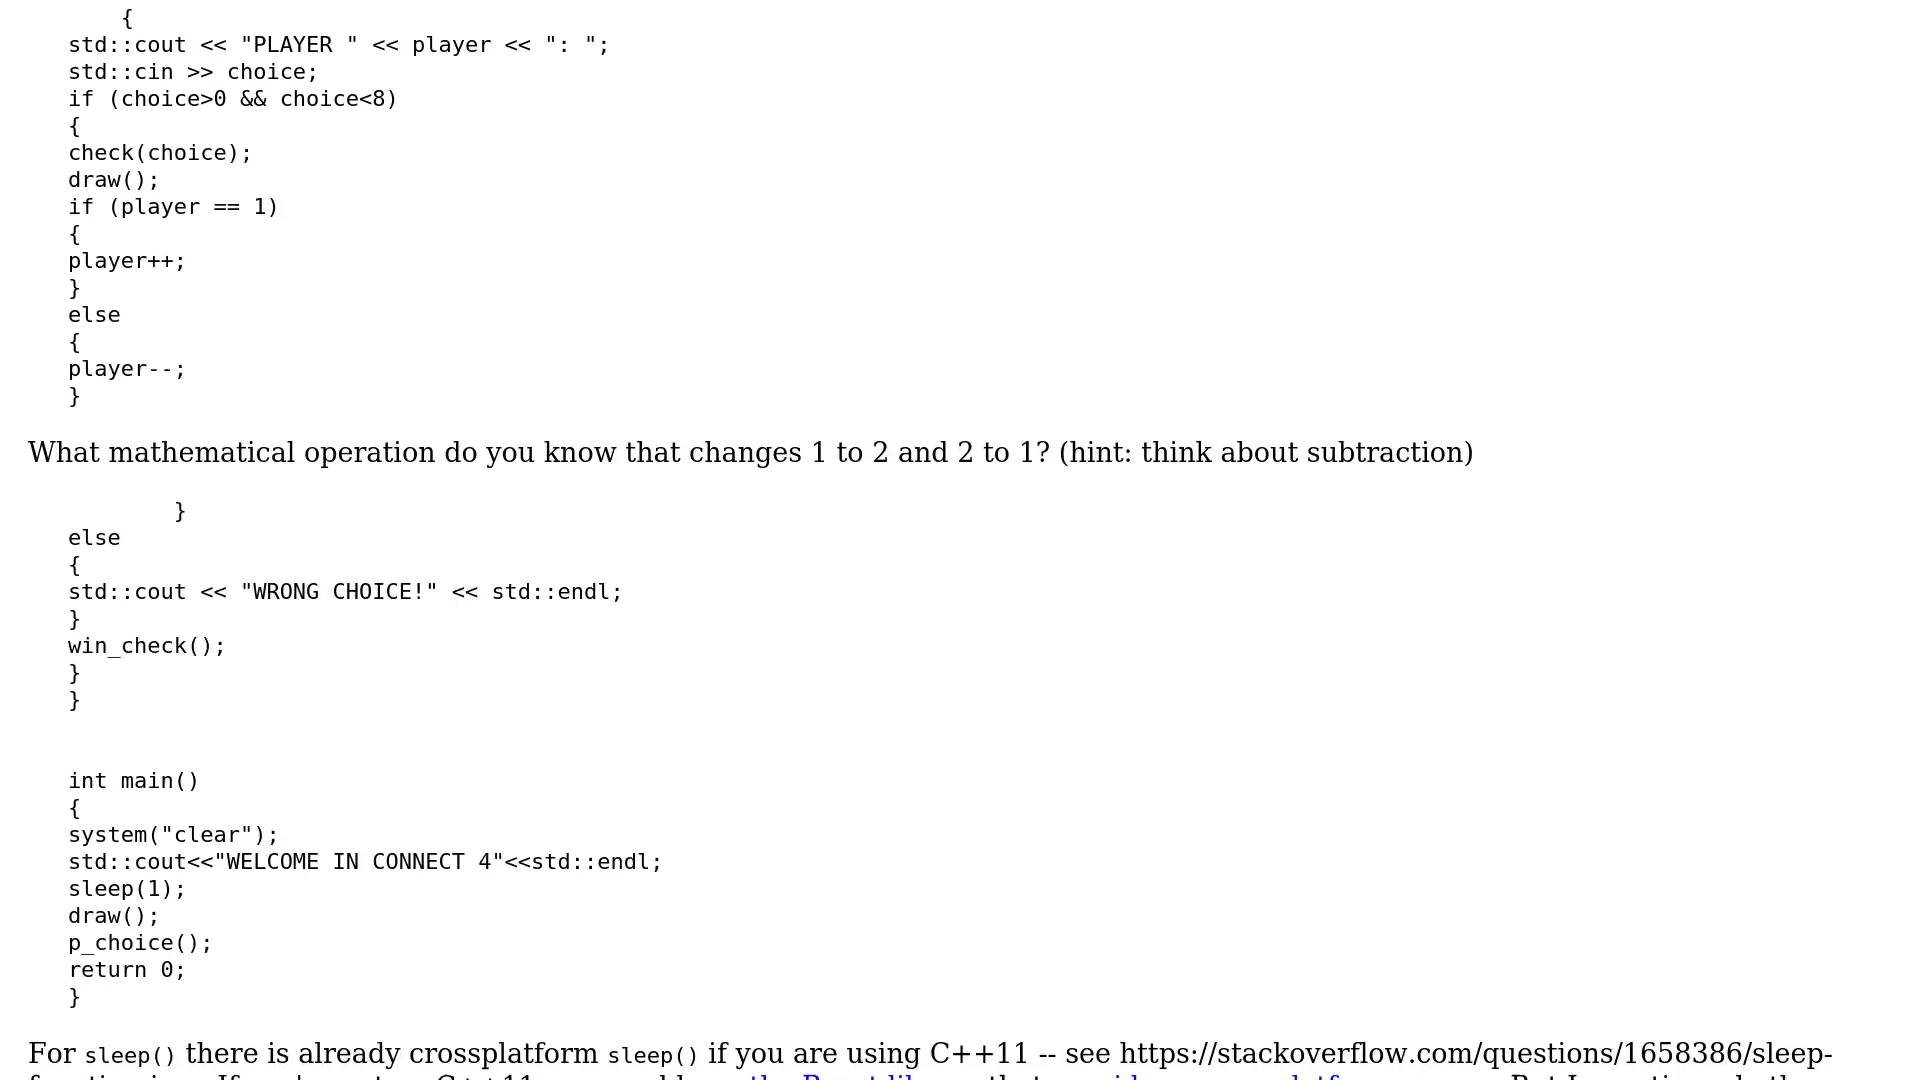 {
std::cout << "PLAYER " << player << ": ";
std::cin >> choice;
if (choice>0 && choice<8)
{
check(choice);
draw();
if (player == 1)
{
player++;
}
else
{
player--;
}
What mathematical operation do you know that changes 1 to 2 and 2 to 1? (hint: think about subtraction)
}
else
{
std::cout << "WRONG CHOICE!" << std::endl;
}
win_check();
}
}
int main()
{
system("clear");
std::cout<<"WELCOME IN CONNECT 4"<<std::endl;
sleep(1);
draw();
p_choice();
return 0;
}
For sleep() there is already crossplatform sleep() if you are using C++11 -- see https://stackoverflow.com/questions/1658386/sleep-